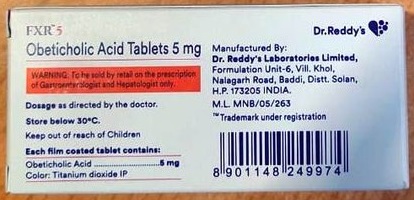 FXR™ 5
Obeticholic Acid Tablets 5 mg
WARNING: To be sold by retail on the prescription
of Gastroenterologist and Hepatologist only.
Dosage as directed by the doctor.
Store below 30°C.
Keep out of reach of Children
Each film coated tablet contains:
Obeticholic Acid ..........................5 mg
Color: Titanium dioxide IP
Dr.Reddy's
Manufactured By:
Dr. Reddy's Laboratories Limited,
Formulation Unit-6, Vill. Khol,
Nalagarh Road, Baddi, Distt. Solan,
H.P. 173205 INDIA.
M.L. MNB/05/263
™Trademark under registration
8 901148 249974